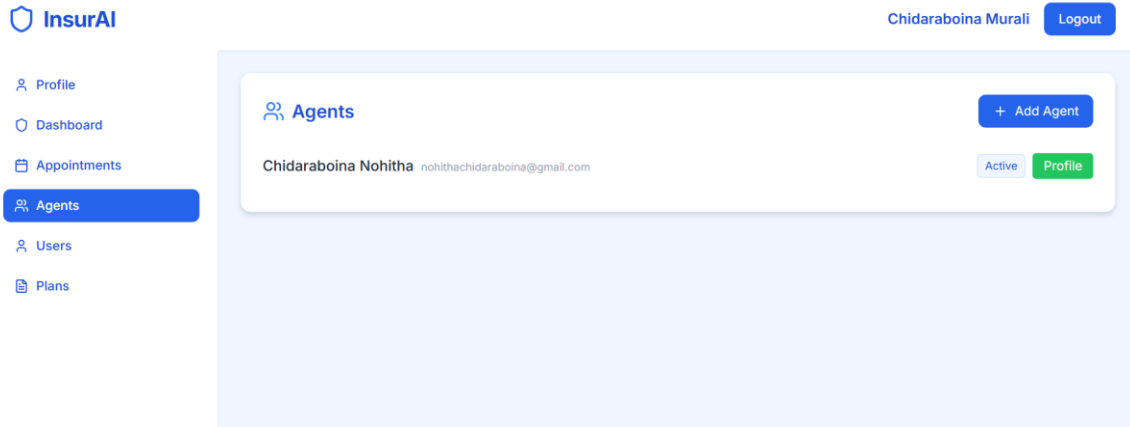 InsurAI
Chidaraboina Murali
Logout
Profile
Dashboard
Appointments
Agents
Users
Plans
Agents
+ Add Agent
Chidaraboina Nohitha nohithachidaraboina@gmail.com
Active
Profile